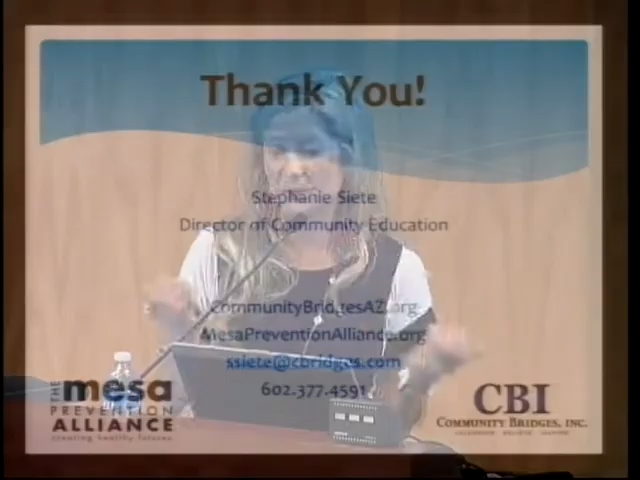 Thank You!
Stephanie Siete
Director of Community Education
CommunityBridgesAZ.org
MesaPreventionAlliance.org
ssiete@cbridges.com
602.377.4591
THE mesa
PREVENTION
ALLIANCE
creating healthy futures
CBI
COMMUNITY BRIDGES, INC.